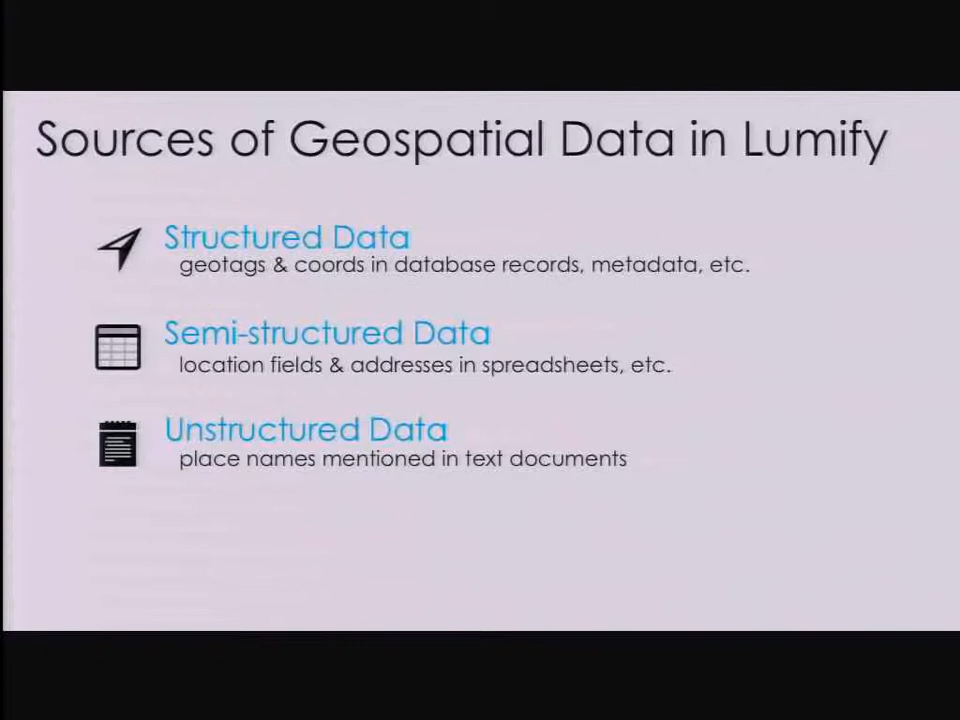 Sources of Geospatial Data in Lumify
Structured Data
geotags & coords in database records, metadata, etc.
Semi-structured Data
location fields & addresses in spreadsheets, etc.
Unstructured Data
place names mentioned in text documents